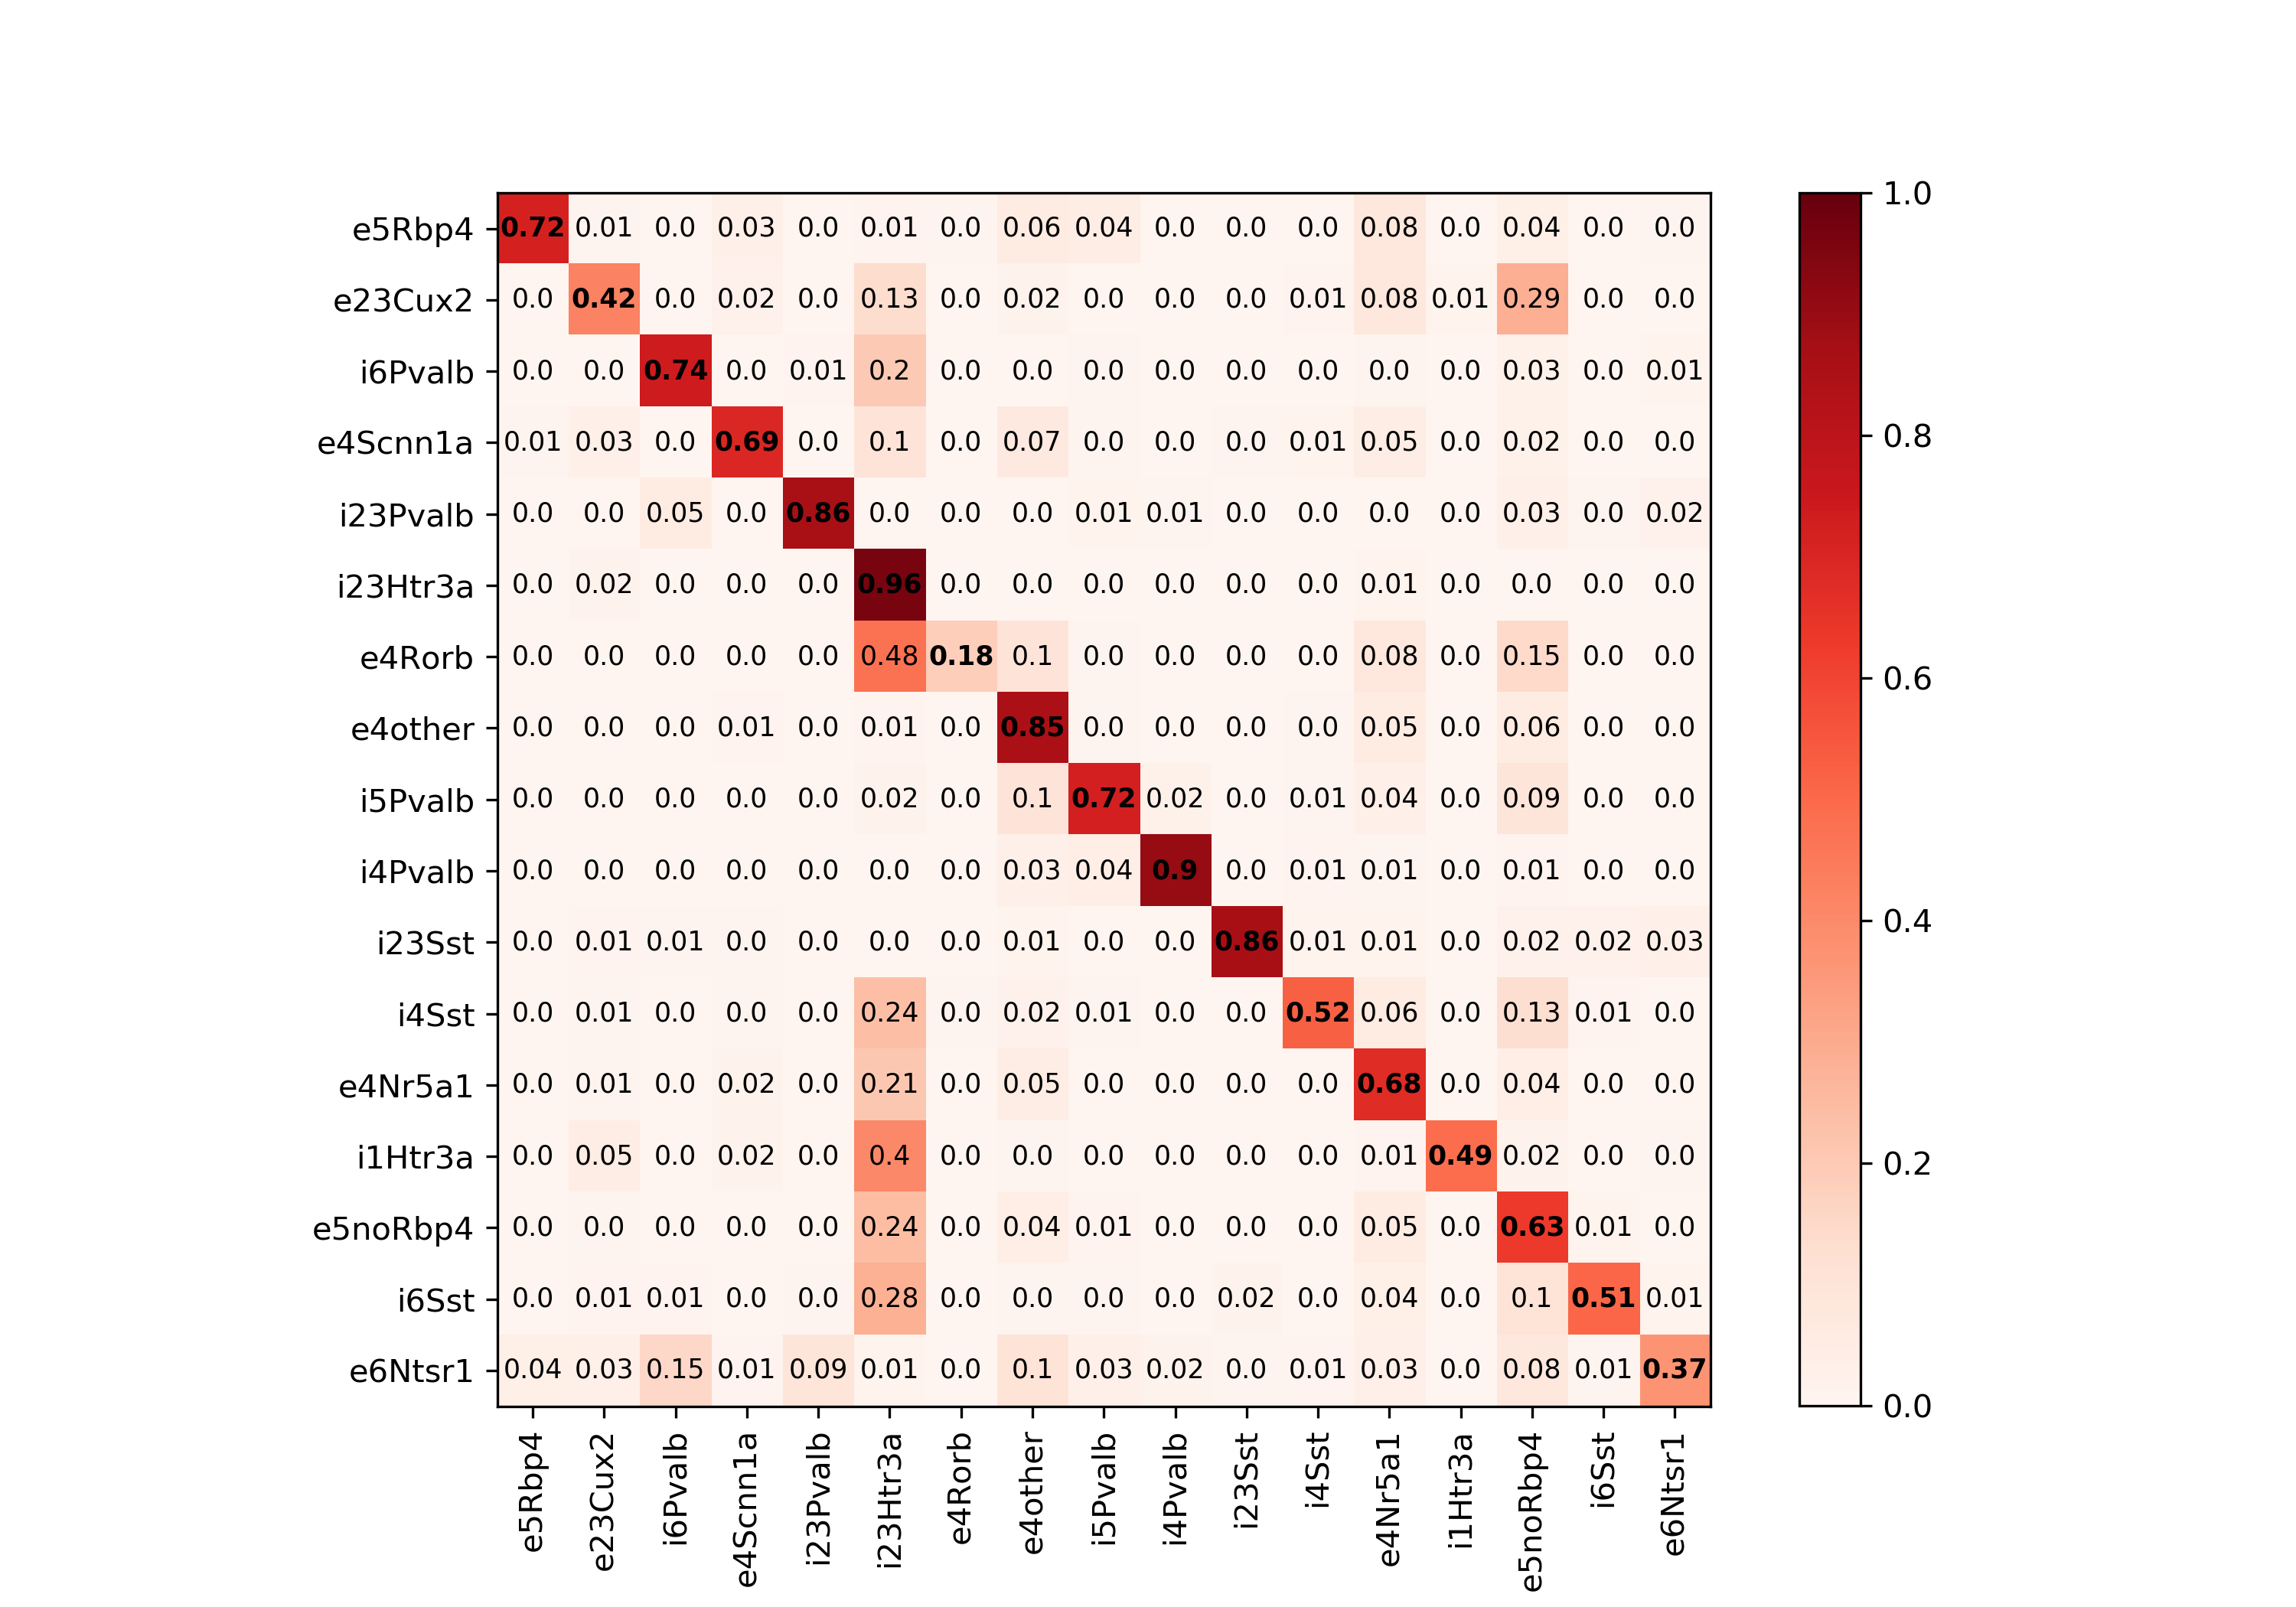 e5Rbp4 0.72 0.01 0.0 0.03 0.0 0.01 0.0 0.06 0.04 0.0 0.0 0.0 0.08 0.0 0.04 0.0 0.0
e23Cux2 0.0 0.42 0.0 0.02 0.0 0.13 0.0 0.02 0.0 0.0 0.0 0.01 0.08 0.01 0.29 0.0 0.0
i6Pvalb 0.0 0.0 0.74 0.0 0.01 0.2 0.0 0.0 0.0 0.0 0.0 0.0 0.0 0.0 0.03 0.0 0.01
e4Scnn1a 0.01 0.03 0.0 0.69 0.0 0.1 0.0 0.07 0.0 0.0 0.0 0.01 0.05 0.0 0.02 0.0 0.0
i23Pvalb 0.0 0.0 0.05 0.0 0.86 0.0 0.0 0.0 0.01 0.01 0.0 0.0 0.0 0.0 0.03 0.0 0.02
i23Htr3a 0.0 0.02 0.0 0.0 0.0 0.96 0.0 0.0 0.0 0.0 0.0 0.0 0.01 0.0 0.0 0.0 0.0
e4Rorb 0.0 0.0 0.0 0.0 0.0 0.48 0.18 0.1 0.0 0.0 0.0 0.0 0.08 0.0 0.15 0.0 0.0
e4other 0.0 0.0 0.0 0.01 0.0 0.01 0.0 0.85 0.0 0.0 0.0 0.0 0.05 0.0 0.06 0.0 0.0
i5Pvalb 0.0 0.0 0.0 0.0 0.0 0.02 0.0 0.1 0.72 0.02 0.0 0.01 0.04 0.0 0.09 0.0 0.0
i4Pvalb 0.0 0.0 0.0 0.0 0.0 0.0 0.0 0.03 0.04 0.9 0.0 0.01 0.01 0.0 0.01 0.0 0.0
i23Sst 0.0 0.01 0.01 0.0 0.0 0.0 0.0 0.01 0.0 0.0 0.86 0.01 0.01 0.0 0.02 0.02 0.03
i4Sst 0.0 0.01 0.0 0.0 0.0 0.24 0.0 0.02 0.01 0.0 0.0 0.52 0.06 0.0 0.13 0.01 0.0
e4Nr5a1 0.0 0.01 0.0 0.02 0.0 0.21 0.0 0.05 0.0 0.0 0.0 0.0 0.68 0.0 0.04 0.0 0.0
i1Htr3a 0.0 0.05 0.0 0.02 0.0 0.4 0.0 0.0 0.0 0.0 0.0 0.0 0.01 0.49 0.02 0.0 0.0
e5noRbp4 0.0 0.0 0.0 0.0 0.0 0.24 0.0 0.04 0.01 0.0 0.0 0.0 0.05 0.0 0.63 0.01 0.0
i6Sst 0.0 0.01 0.01 0.0 0.0 0.28 0.0 0.0 0.0 0.0 0.02 0.0 0.04 0.0 0.1 0.51 0.01
e6Ntsr1 0.04 0.03 0.15 0.01 0.09 0.01 0.0 0.1 0.03 0.02 0.0 0.01 0.03 0.0 0.08 0.01 0.37
e5Rbp4
e23Cux2
i6Pvalb
e4Scnn1a
i23Pvalb
i23Htr3a
e4Rorb
e4other
i5Pvalb
i4Pvalb
i23Sst
i4Sst
e4Nr5a1
i1Htr3a
e5noRbp4
i6Sst
e6Ntsr1
1.0
0.8
0.6
0.4
0.2
0.0